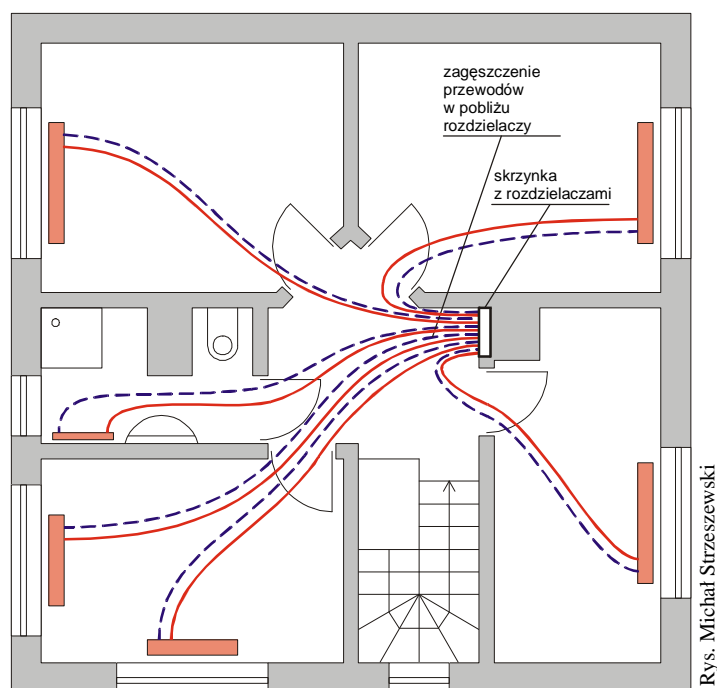 zagęszczenie
przewodów
w pobliżu
rozdzielaczy
skrzynka
z rozdzielaczami
Rys. Michał Strzeszewski